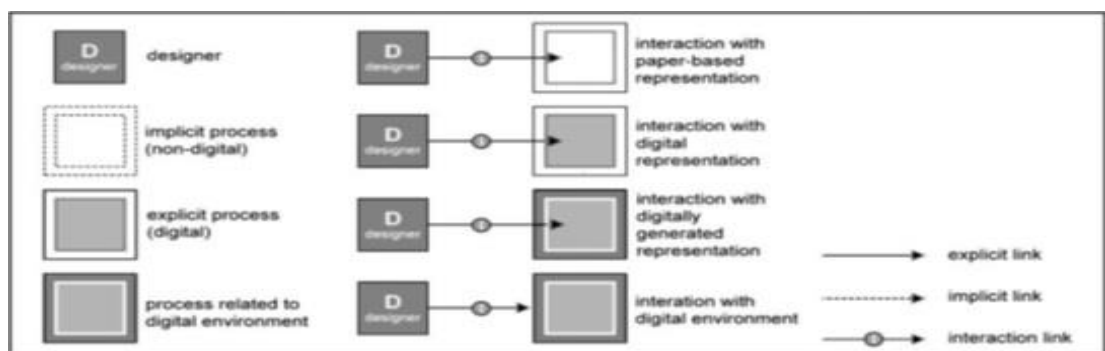 D
designer
designer
implicit process
(non-digital)
explicit process
(digital)
process related to
digital environment
D
designer
interaction with
paper-based
representation
D
designer
interaction with
digital
representation
D
designer
interaction with
digitally
generated
representation
D
designer
interation with
digital environment
explicit link
implicit link
interaction link